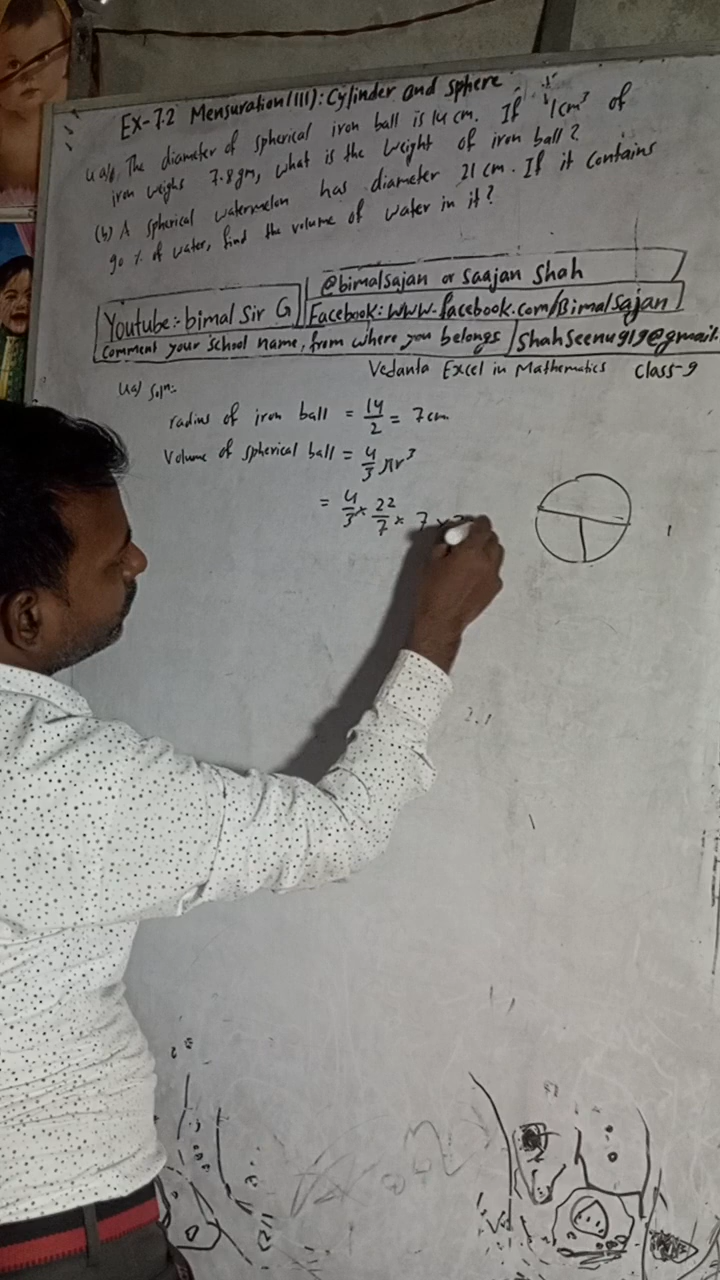 EX-7.2 Mensuration(III): Cylinder and sphere
4 a) The diameter of spherical iron ball is 14 cm. If 1cm³ of
iron weighs 7.8gm, what is the weight of iron ball?
(b) A spherical watermelon has diameter 21 cm. If it contains
90 % of water, find the volume of water in it?
@bimalsajan or Saajan Shah
Youtube:- bimal Sir G
Facebook: www.facebook.com/BimalSajan
Comment your School name, from where you belongs
Shahseenu919@gmail.
Vedanta Excel in Mathematics Class-9
4a) Solⁿ:-
radius of iron ball = 14/2 = 7cm
Volume of spherical ball = 4/3 πr³
= 4/3 × 22/7 × 7 ×